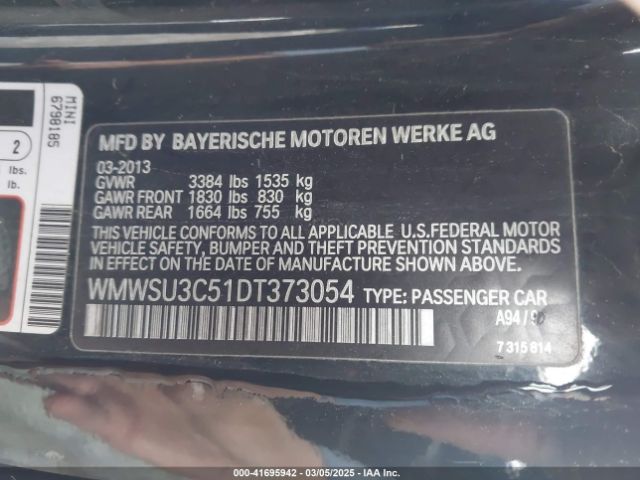 MINI
6798185
2
lbs.
lb.
MFD BY BAYERISCHE MOTOREN WERKE AG
03-2013
GVWR 3384 lbs 1535 kg
GAWR FRONT 1830 lbs 830 kg
GAWR REAR 1664 lbs 755 kg
THIS VEHICLE CONFORMS TO ALL APPLICABLE U.S.FEDERAL MOTOR
VEHICLE SAFETY, BUMPER AND THEFT PREVENTION STANDARDS
IN EFFECT ON THE DATE OF MANUFACTURE SHOWN ABOVE.
WMWSU3C51DT373054 TYPE: PASSENGER CAR
7 315 814
000-41695942 - 03/05/2025 - IAA Inc.